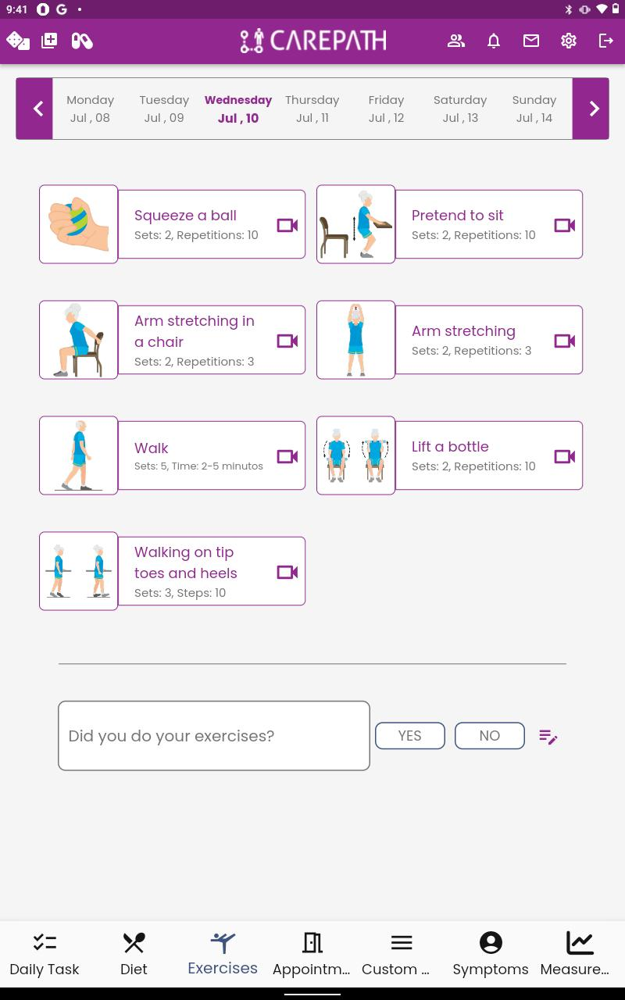 9:41
CAREPATH
Monday Tuesday Wednesday Thursday Friday Saturday Sunday
Jul , 08 Jul , 09 Jul , 10 Jul , 11 Jul , 12 Jul , 13 Jul , 14
Squeeze a ball
Sets: 2, Repetitions: 10
Pretend to sit
Sets: 2, Repetitions: 10
Arm stretching in
a chair
Sets: 2, Repetitions: 3
Arm stretching
Sets: 2, Repetitions: 3
Walk
Sets: 5, Time: 2-5 minutos
Lift a bottle
Sets: 2, Repetitions: 10
Walking on tip
toes and heels
Sets: 3, Steps: 10
Did you do your exercises? YES NO
Daily Task Diet Exercises Appointm... Custom ... Symptoms Measure...